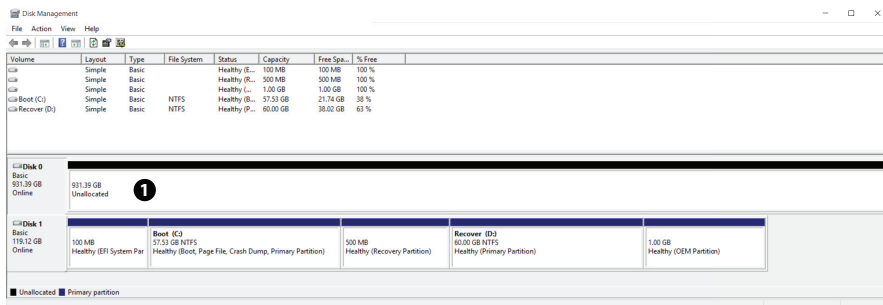 Disk Management
File Action View Help
Volume Layout Type File System Status Capacity Free Spa... % Free
Simple Basic Healthy (E... 100 MB 100 MB 100 %
Simple Basic Healthy (R... 500 MB 500 MB 100 %
Simple Basic Healthy (... 1.00 GB 1.00 GB 100 %
Boot (C:) Simple Basic NTFS Healthy (B... 57.53 GB 21.74 GB 38 %
Recover (D:) Simple Basic NTFS Healthy (P... 60.00 GB 38.02 GB 63 %
Disk 0
Basic
931.39 GB
Online
931.39 GB
Unallocated
1
Disk 1
Basic
119.12 GB
Online
100 MB
Healthy (EFI System Par
Boot (C:)
57.53 GB NTFS
Healthy (Boot, Page File, Crash Dump, Primary Partition)
500 MB
Healthy (Recovery Partition)
Recover (D:)
60.00 GB NTFS
Healthy (Primary Partition)
1.00 GB
Healthy (OEM Partition)
Unallocated Primary partition